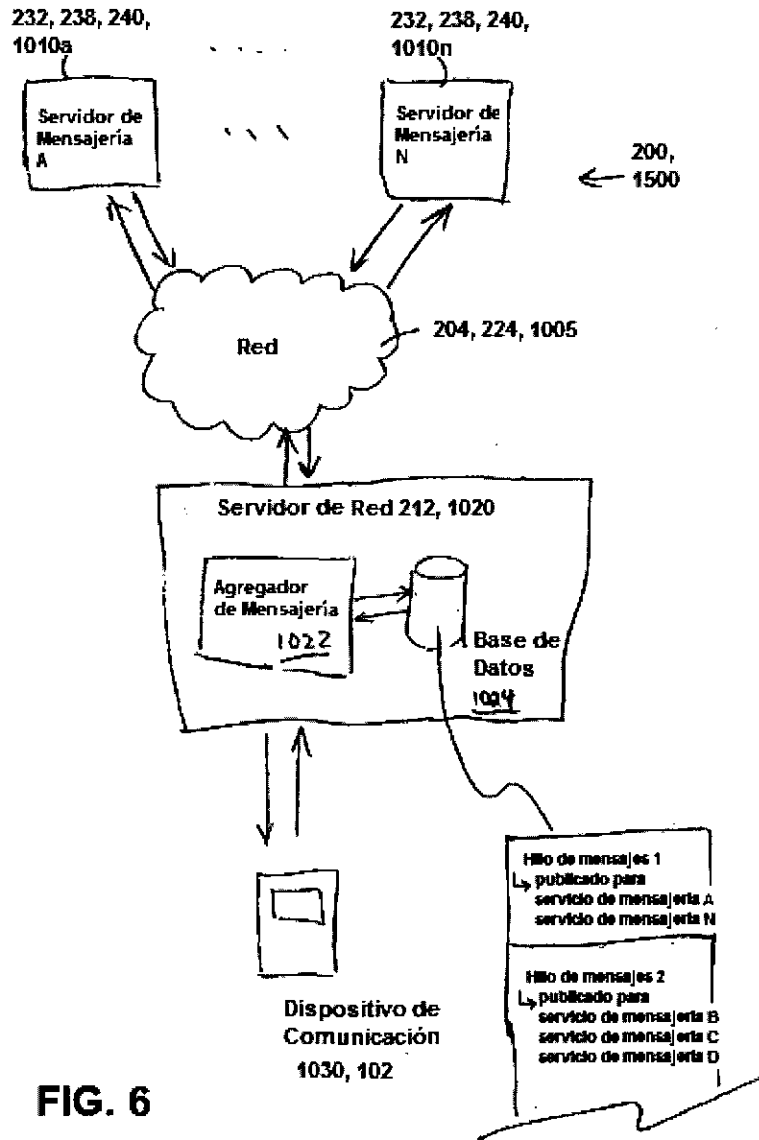 232, 238, 240,
1010a
232, 238, 240,
1010n
Servidor de
Mensajería
A
Servidor de
Mensajería
N
200,
1500
Red
204, 224, 1005
Servidor de Red 212, 1020
Agregador
de Mensajería
1022
Base de
Datos
1024
Hilo de mensajes 1
↳ publicado para
servicio de mensajería A
servicio de mensajería N
Hilo de mensajes 2
↳ publicado para
servicio de mensajería B
servicio de mensajería C
servicio de mensajería D
Dispositivo de
Comunicación
1030, 102
FIG. 6